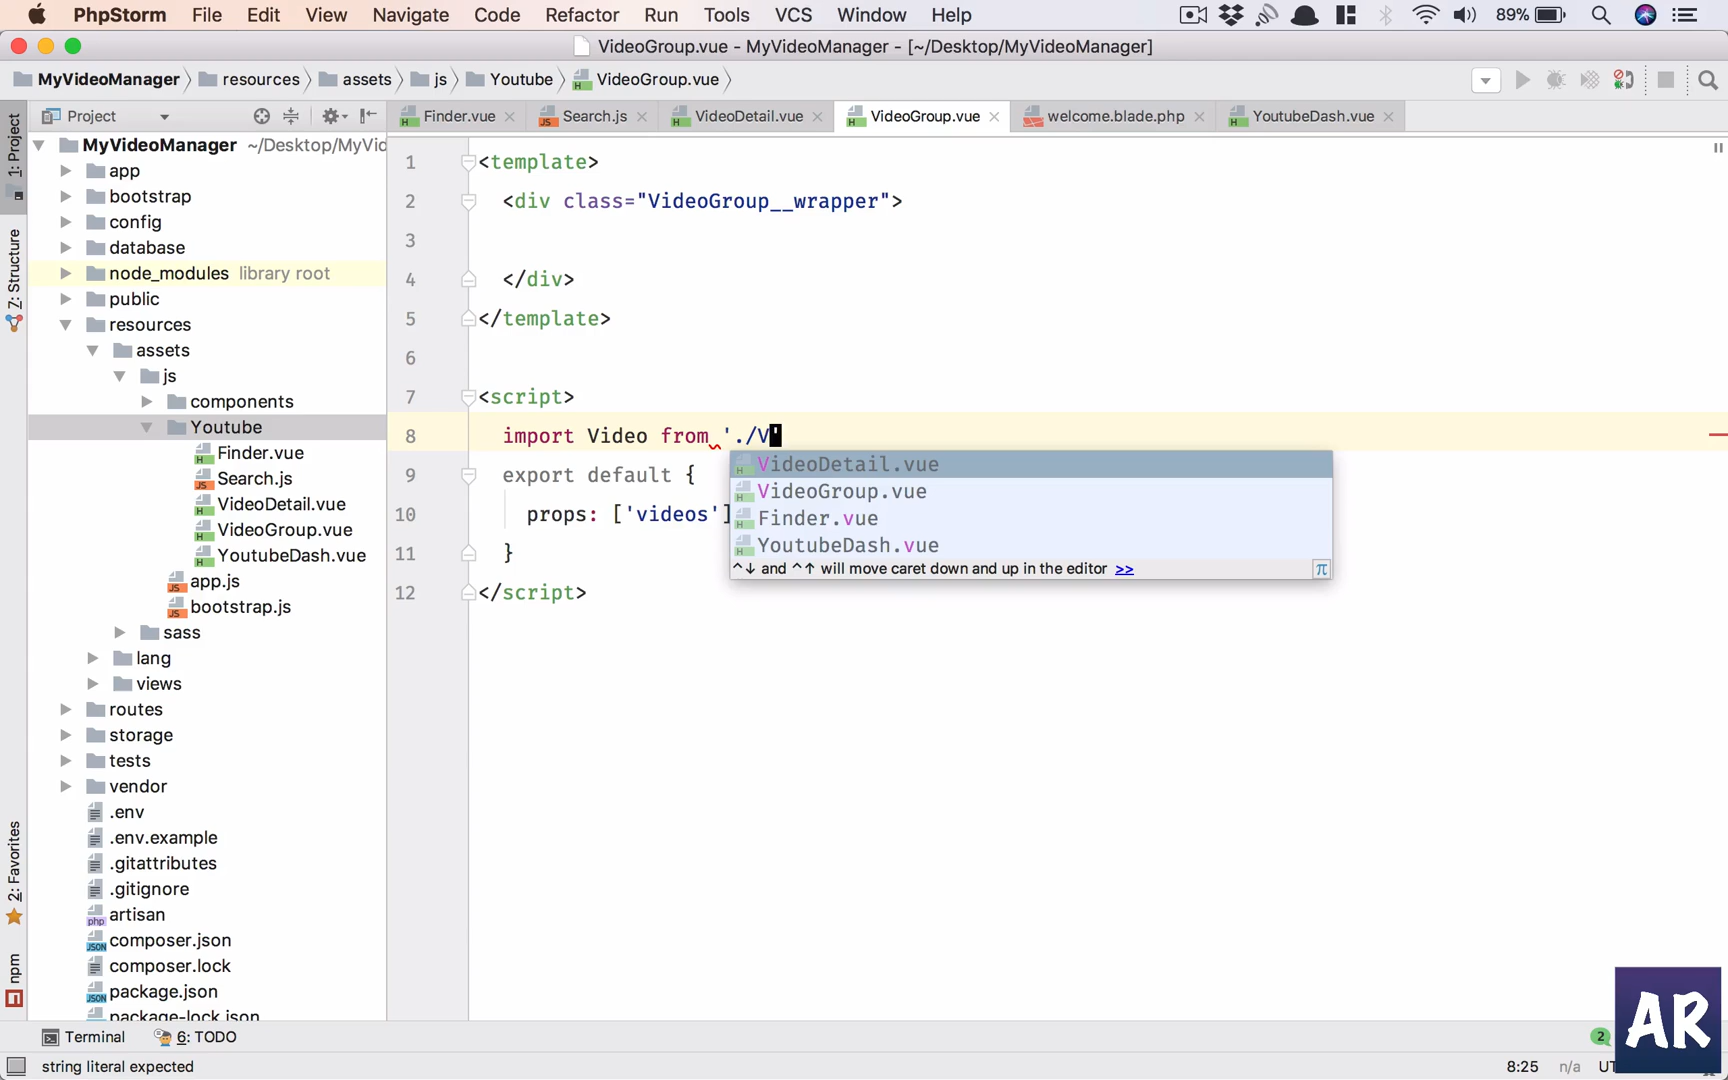 PhpStorm File Edit View Navigate Code Refactor Run Tools VCS Window Help 89%
VideoGroup.vue - MyVideoManager - [~/Desktop/MyVideoManager]
MyVideoManager resources assets js Youtube VideoGroup.vue
Project
Finder.vue Search.js VideoDetail.vue VideoGroup.vue welcome.blade.php YoutubeDash.vue
1: Project
7: Structure
2: Favorites
npm
MyVideoManager ~/Desktop/MyVid
app
bootstrap
config
database
node_modules library root
public
resources
assets
js
components
Youtube
Finder.vue
Search.js
VideoDetail.vue
VideoGroup.vue
YoutubeDash.vue
app.js
bootstrap.js
sass
lang
views
routes
storage
tests
vendor
.env
.env.example
.gitattributes
.gitignore
artisan
composer.json
composer.lock
package.json
package-lock.json
1 <template>
2 <div class="VideoGroup__wrapper">
3
4 </div>
5 </template>
6
7 <script>
8 import Video from './V'
9 export default {
10 props: ['videos']
11 }
12 </script>
VideoDetail.vue
VideoGroup.vue
Finder.vue
YoutubeDash.vue
^↓ and ^↑ will move caret down and up in the editor >> π
Terminal 6: TODO 2
string literal expected 8:25 n/a
AR